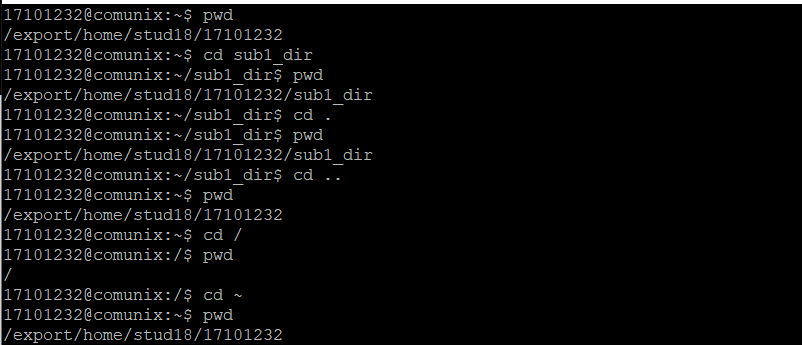 17101232@comunix:~$ pwd
/export/home/stud18/17101232
17101232@comunix:~$ cd sub1_dir
17101232@comunix:~/sub1_dir$ pwd
/export/home/stud18/17101232/sub1_dir
17101232@comunix:~/sub1_dir$ cd .
17101232@comunix:~/sub1_dir$ pwd
/export/home/stud18/17101232/sub1_dir
17101232@comunix:~/sub1_dir$ cd ..
17101232@comunix:~$ pwd
/export/home/stud18/17101232
17101232@comunix:~$ cd /
17101232@comunix:/$ pwd
/
17101232@comunix:/$ cd ~
17101232@comunix:~$ pwd
/export/home/stud18/17101232